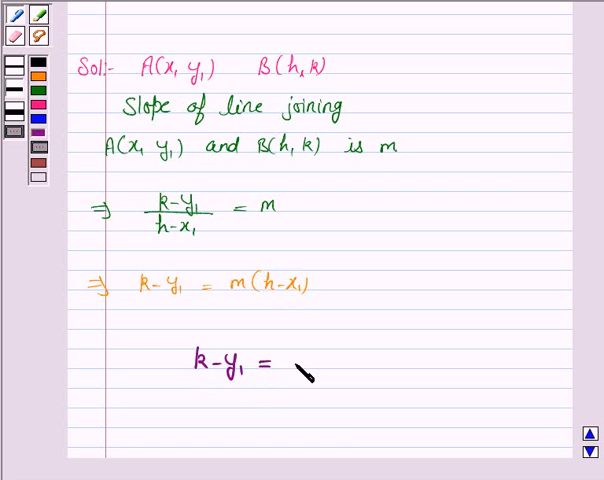 Sol:- A(x₁ y₁) B(h, k)
Slope of line joining
A(x₁ y₁) and B(h, k) is m
⇒ k-y₁/h-x₁ = m
⇒ k-y₁ = m(h-x₁)
k-y₁ =